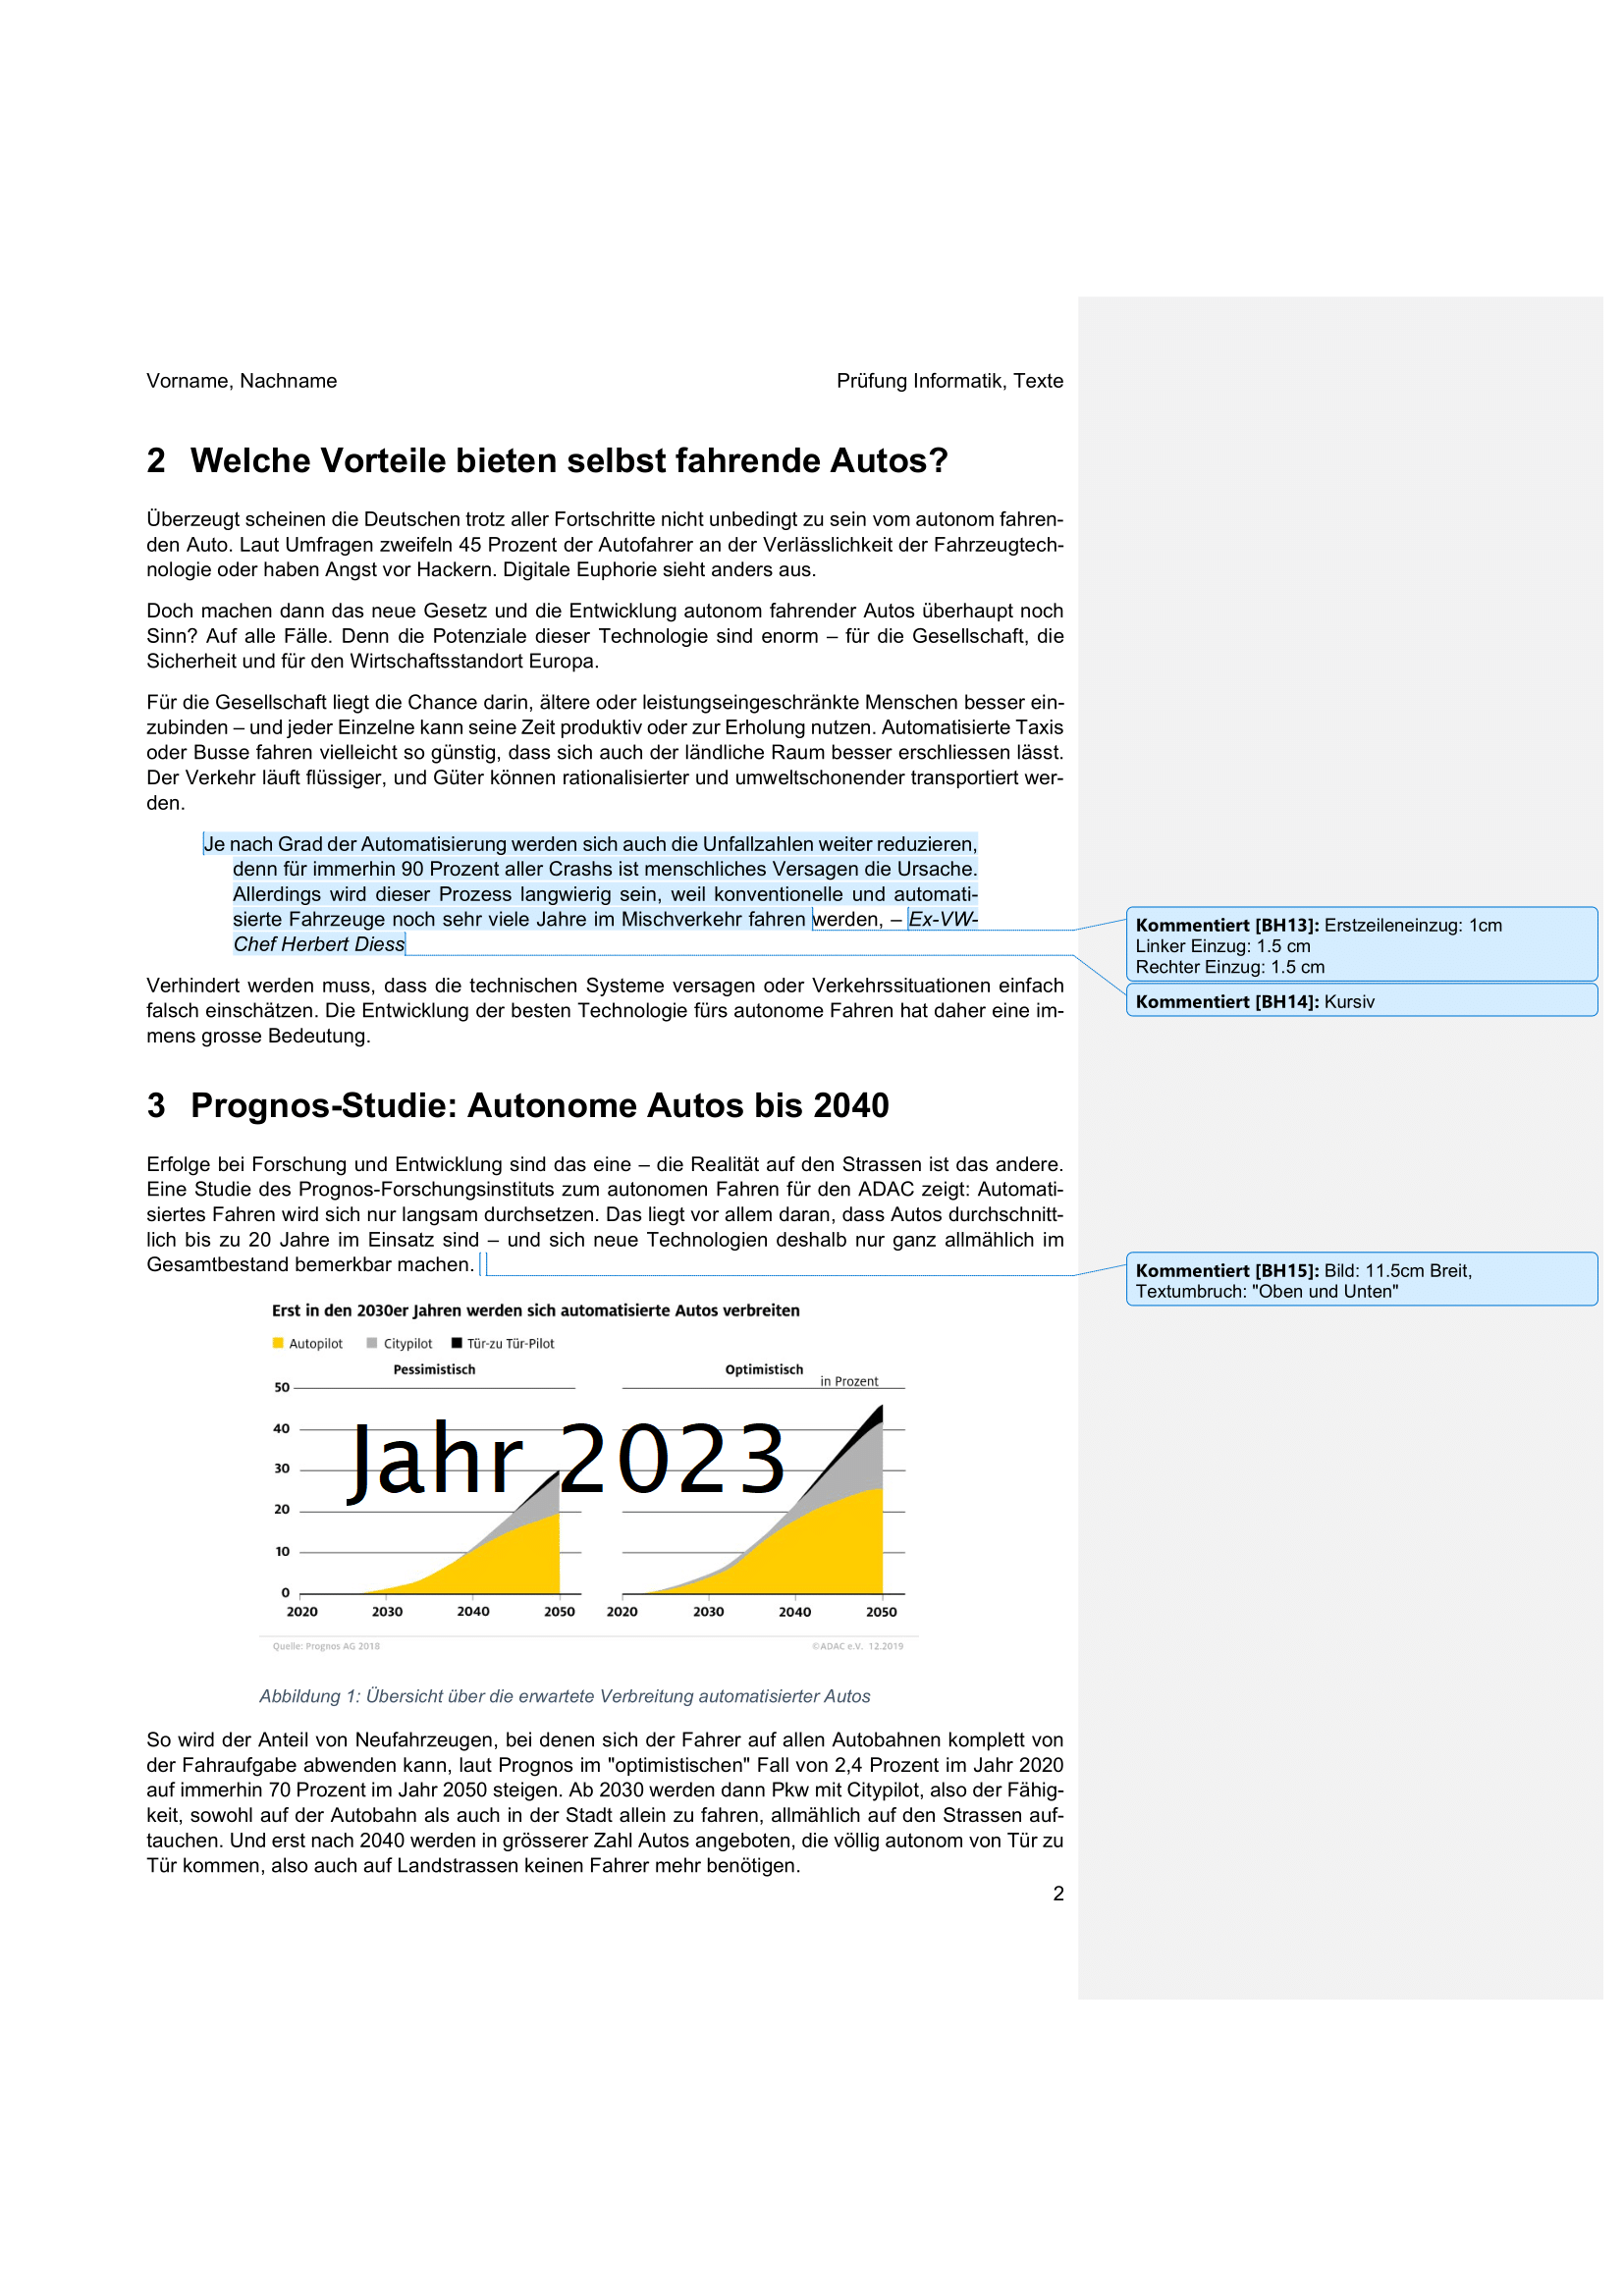 Vorname, Nachname
Prüfung Informatik, Texte
2 Welche Vorteile bieten selbst fahrende Autos?
Überzeugt scheinen die Deutschen trotz aller Fortschritte nicht unbedingt zu sein vom autonom fahren-
den Auto. Laut Umfragen zweifeln 45 Prozent der Autofahrer an der Verlässlichkeit der Fahrzeugtech-
nologie oder haben Angst vor Hackern. Digitale Euphorie sieht anders aus.
Doch machen dann das neue Gesetz und die Entwicklung autonom fahrender Autos überhaupt noch
Sinn? Auf alle Fälle. Denn die Potenziale dieser Technologie sind enorm – für die Gesellschaft, die
Sicherheit und für den Wirtschaftsstandort Europa.
Für die Gesellschaft liegt die Chance darin, ältere oder leistungseingeschränkte Menschen besser ein-
zubinden – und jeder Einzelne kann seine Zeit produktiv oder zur Erholung nutzen. Automatisierte Taxis
oder Busse fahren vielleicht so günstig, dass sich auch der ländliche Raum besser erschliessen lässt.
Der Verkehr läuft flüssiger, und Güter können rationalisierter und umweltschonender transportiert wer-
den.
Je nach Grad der Automatisierung werden sich auch die Unfallzahlen weiter reduzieren,
denn für immerhin 90 Prozent aller Crashs ist menschliches Versagen die Ursache.
Allerdings wird dieser Prozess langwierig sein, weil konventionelle und automati-
sierte Fahrzeuge noch sehr viele Jahre im Mischverkehr fahren werden, – Ex-VW-
Chef Herbert Diess
Kommentiert [BH13]: Erstzeileneinzug: 1cm
Linker Einzug: 1.5 cm
Rechter Einzug: 1.5 cm
Kommentiert [BH14]: Kursiv
Verhindert werden muss, dass die technischen Systeme versagen oder Verkehrssituationen einfach
falsch einschätzen. Die Entwicklung der besten Technologie fürs autonome Fahren hat daher eine im-
mens grosse Bedeutung.
3 Prognos-Studie: Autonome Autos bis 2040
Erfolge bei Forschung und Entwicklung sind das eine – die Realität auf den Strassen ist das andere.
Eine Studie des Prognos-Forschungsinstituts zum autonomen Fahren für den ADAC zeigt: Automati-
siertes Fahren wird sich nur langsam durchsetzen. Das liegt vor allem daran, dass Autos durchschnitt-
lich bis zu 20 Jahre im Einsatz sind – und sich neue Technologien deshalb nur ganz allmählich im
Gesamtbestand bemerkbar machen.
Kommentiert [BH15]: Bild: 11.5cm Breit,
Textumbruch: "Oben und Unten"
Erst in den 2030er Jahren werden sich automatisierte Autos verbreiten
Autopilot Citypilot Tür-zu Tür-Pilot
Pessimistisch Optimistisch
in Prozent
50
40
30
20
10
0
Jahr 2023
2020 2030 2040 2050 2020 2030 2040 2050
Quelle: Prognos AG 2018 ©ADAC e.V. 12.2019
Abbildung 1: Übersicht über die erwartete Verbreitung automatisierter Autos
So wird der Anteil von Neufahrzeugen, bei denen sich der Fahrer auf allen Autobahnen komplett von
der Fahraufgabe abwenden kann, laut Prognos im "optimistischen" Fall von 2,4 Prozent im Jahr 2020
auf immerhin 70 Prozent im Jahr 2050 steigen. Ab 2030 werden dann Pkw mit Citypilot, also der Fähig-
keit, sowohl auf der Autobahn als auch in der Stadt allein zu fahren, allmählich auf den Strassen auf-
tauchen. Und erst nach 2040 werden in grösserer Zahl Autos angeboten, die völlig autonom von Tür zu
Tür kommen, also auch auf Landstrassen keinen Fahrer mehr benötigen.
2